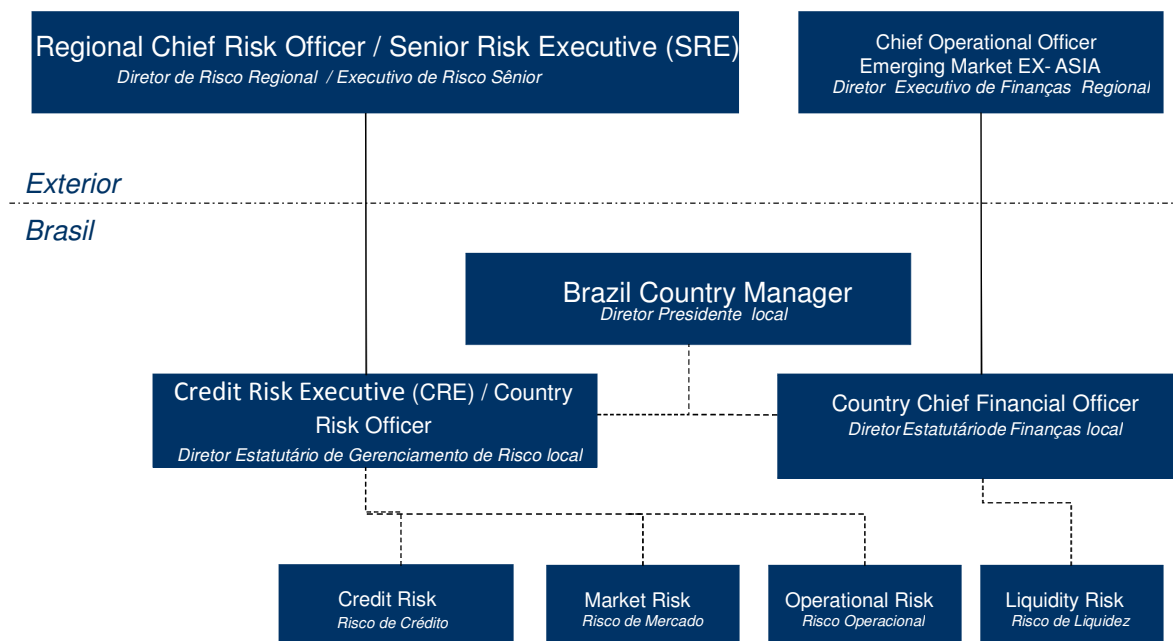 Regional Chief Risk Officer / Senior Risk Executive (SRE)
Diretor de Risco Regional / Executivo de Risco Sênior
Chief Operational Officer
Emerging Market EX- ASIA
Diretor Executivo de Finanças Regional
Exterior
Brasil
Brazil Country Manager
Diretor Presidente local
Credit Risk Executive (CRE) / Country
Risk Officer
Diretor Estatutário de Gerenciamento de Risco local
Country Chief Financial Officer
Diretor Estatutáriode Finanças local
Credit Risk
Risco de Crédito
Market Risk
Risco de Mercado
Operational Risk
Risco Operacional
Liquidity Risk
Risco de Liquidez